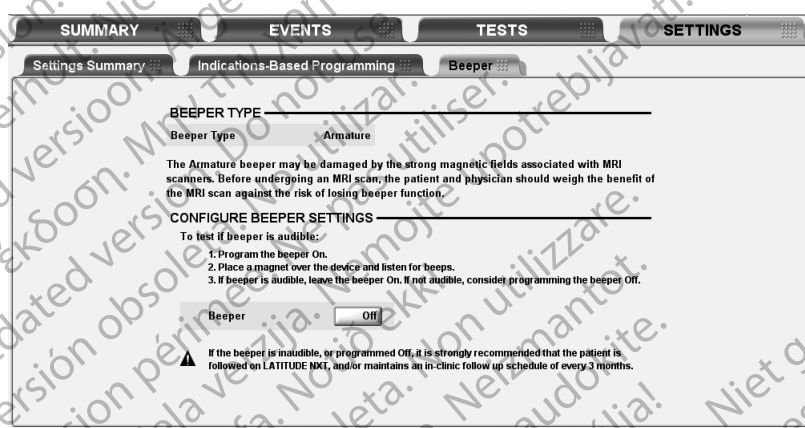 SUMMARY EVENTS TESTS SETTINGS
Settings Summary Indications-Based Programming Beeper
BEEPER TYPE
Beeper Type Armature
The Armature beeper may be damaged by the strong magnetic fields associated with MRI
scanners. Before undergoing an MRI scan, the patient and physician should weigh the benefit of
the MRI scan against the risk of losing beeper function.
CONFIGURE BEEPER SETTINGS
To test if beeper is audible:
1. Program the beeper On.
2. Place a magnet over the device and listen for beeps.
3. If beeper is audible, leave the beeper On. If not audible, consider programming the beeper Off.
Beeper Off
If the beeper is inaudible, or programmed Off, it is strongly recommended that the patient is
followed on LATITUDE NXT, and/or maintains an in-clinic follow up schedule of every 3 months.